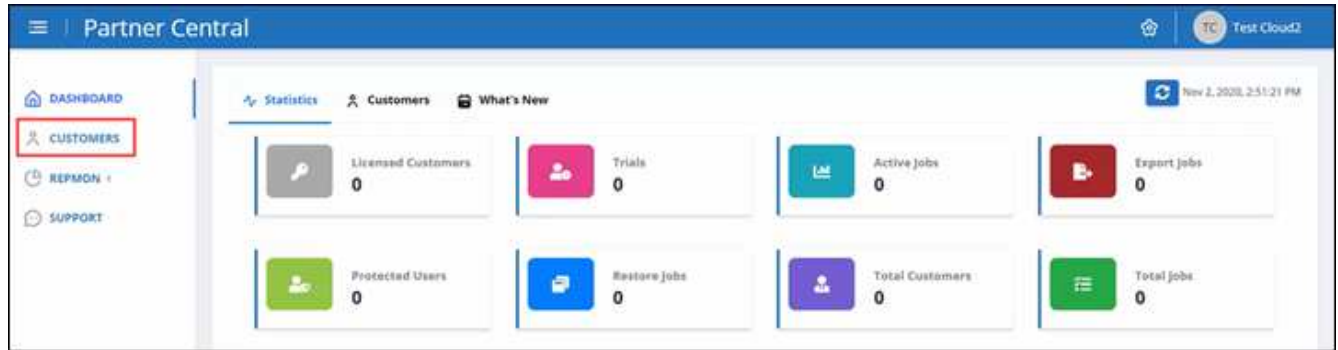 Partner Central
TC Test Cloud2
DASHBOARD
CUSTOMERS
REPMON
SUPPORT
Statistics Customers What's New
Nov 2, 2020, 2:51:21 PM
Licensed Customers
0
Trials
0
Active Jobs
0
Export Jobs
0
Protected Users
0
Restore Jobs
0
Total Customers
0
Total Jobs
0